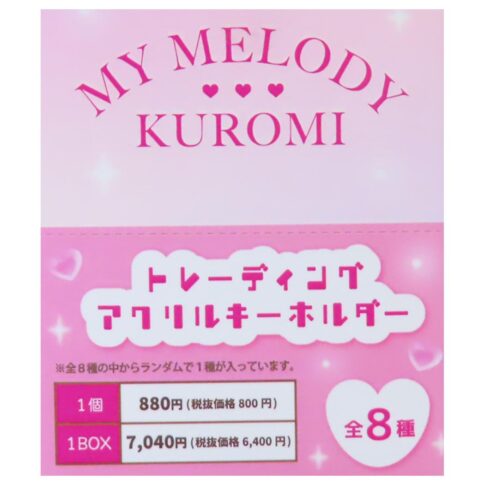 MY MELODY
KUROMI
トレーディング
アクリルキーホルダー
※全8種の中からランダムで1種が入っています。
1個 880円(税抜価格 800 円)
1BOX 7,040円(税抜価格 6,400 円)
全8種